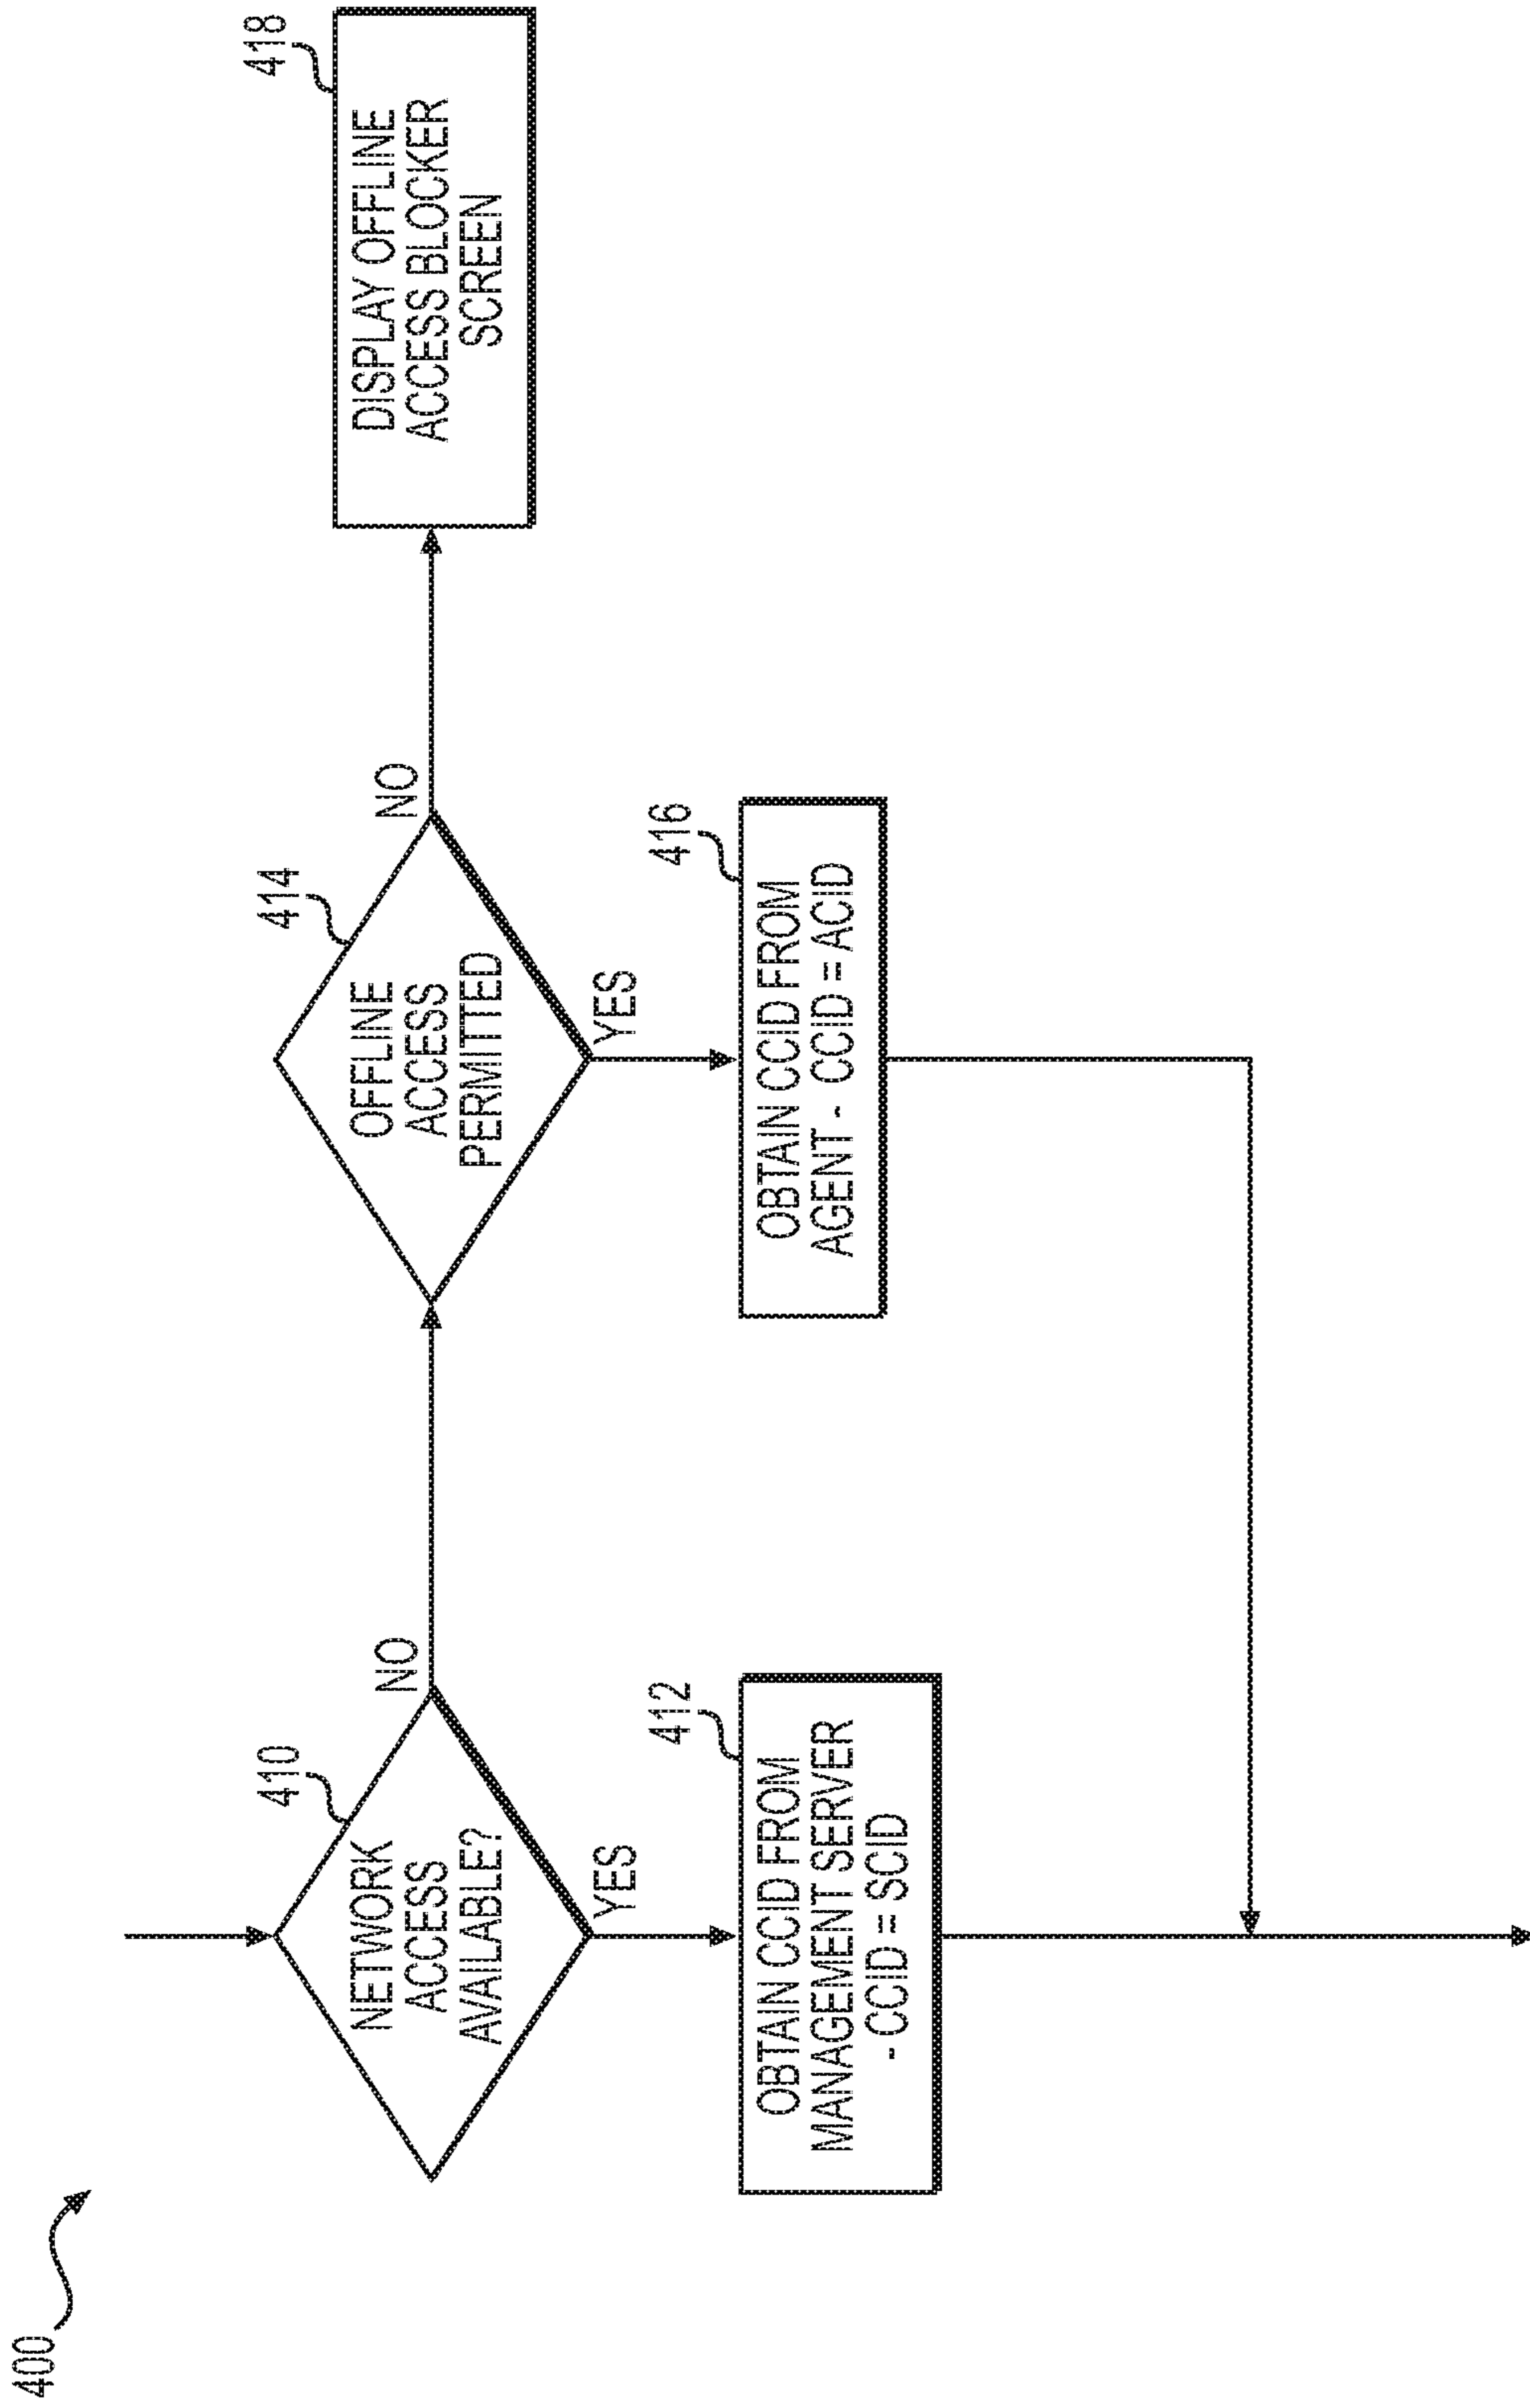 400
410
NETWORK
ACCESS
AVAILABLE?
NO
YES
412
OBTAIN CCID FROM
MANAGEMENT SERVER
- CCID = SCID
414
OFFLINE
ACCESS
PERMITTED
NO
YES
416
OBTAIN CCID FROM
AGENT - CCID = ACID
418
DISPLAY OFFLINE
ACCESS BLOCKER
SCREEN